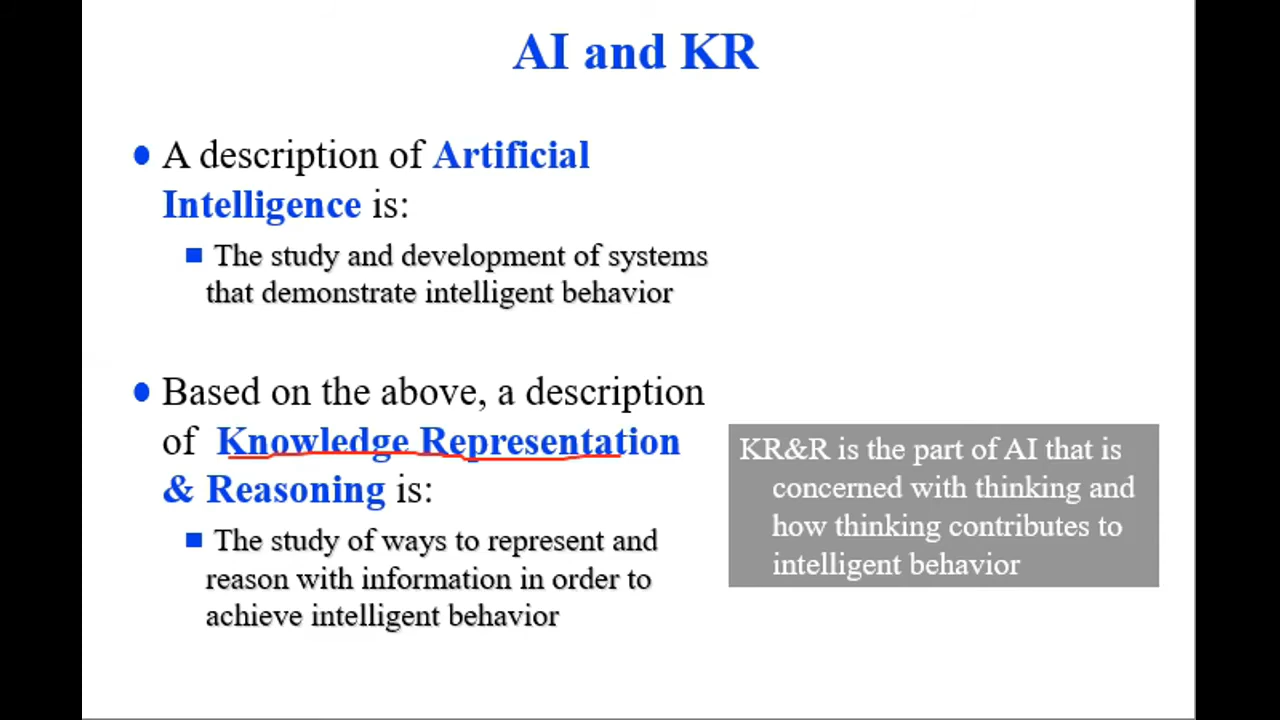 AI and KR
A description of Artificial
Intelligence is:
The study and development of systems
that demonstrate intelligent behavior
Based on the above, a description
of Knowledge Representation
& Reasoning is:
The study of ways to represent and
reason with information in order to
achieve intelligent behavior
KR&R is the part of AI that is
concerned with thinking and
how thinking contributes to
intelligent behavior